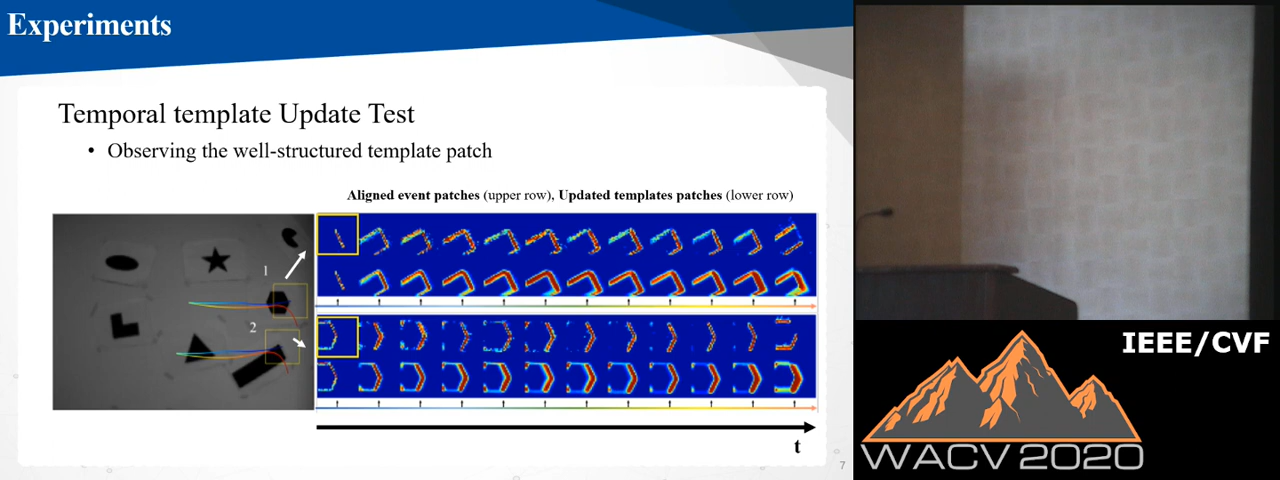 Experiments
Temporal template Update Test
• Observing the well-structured template patch
Aligned event patches (upper row), Updated templates patches (lower row)
1
2
t
7
IEEE/CVF
WACV 2020